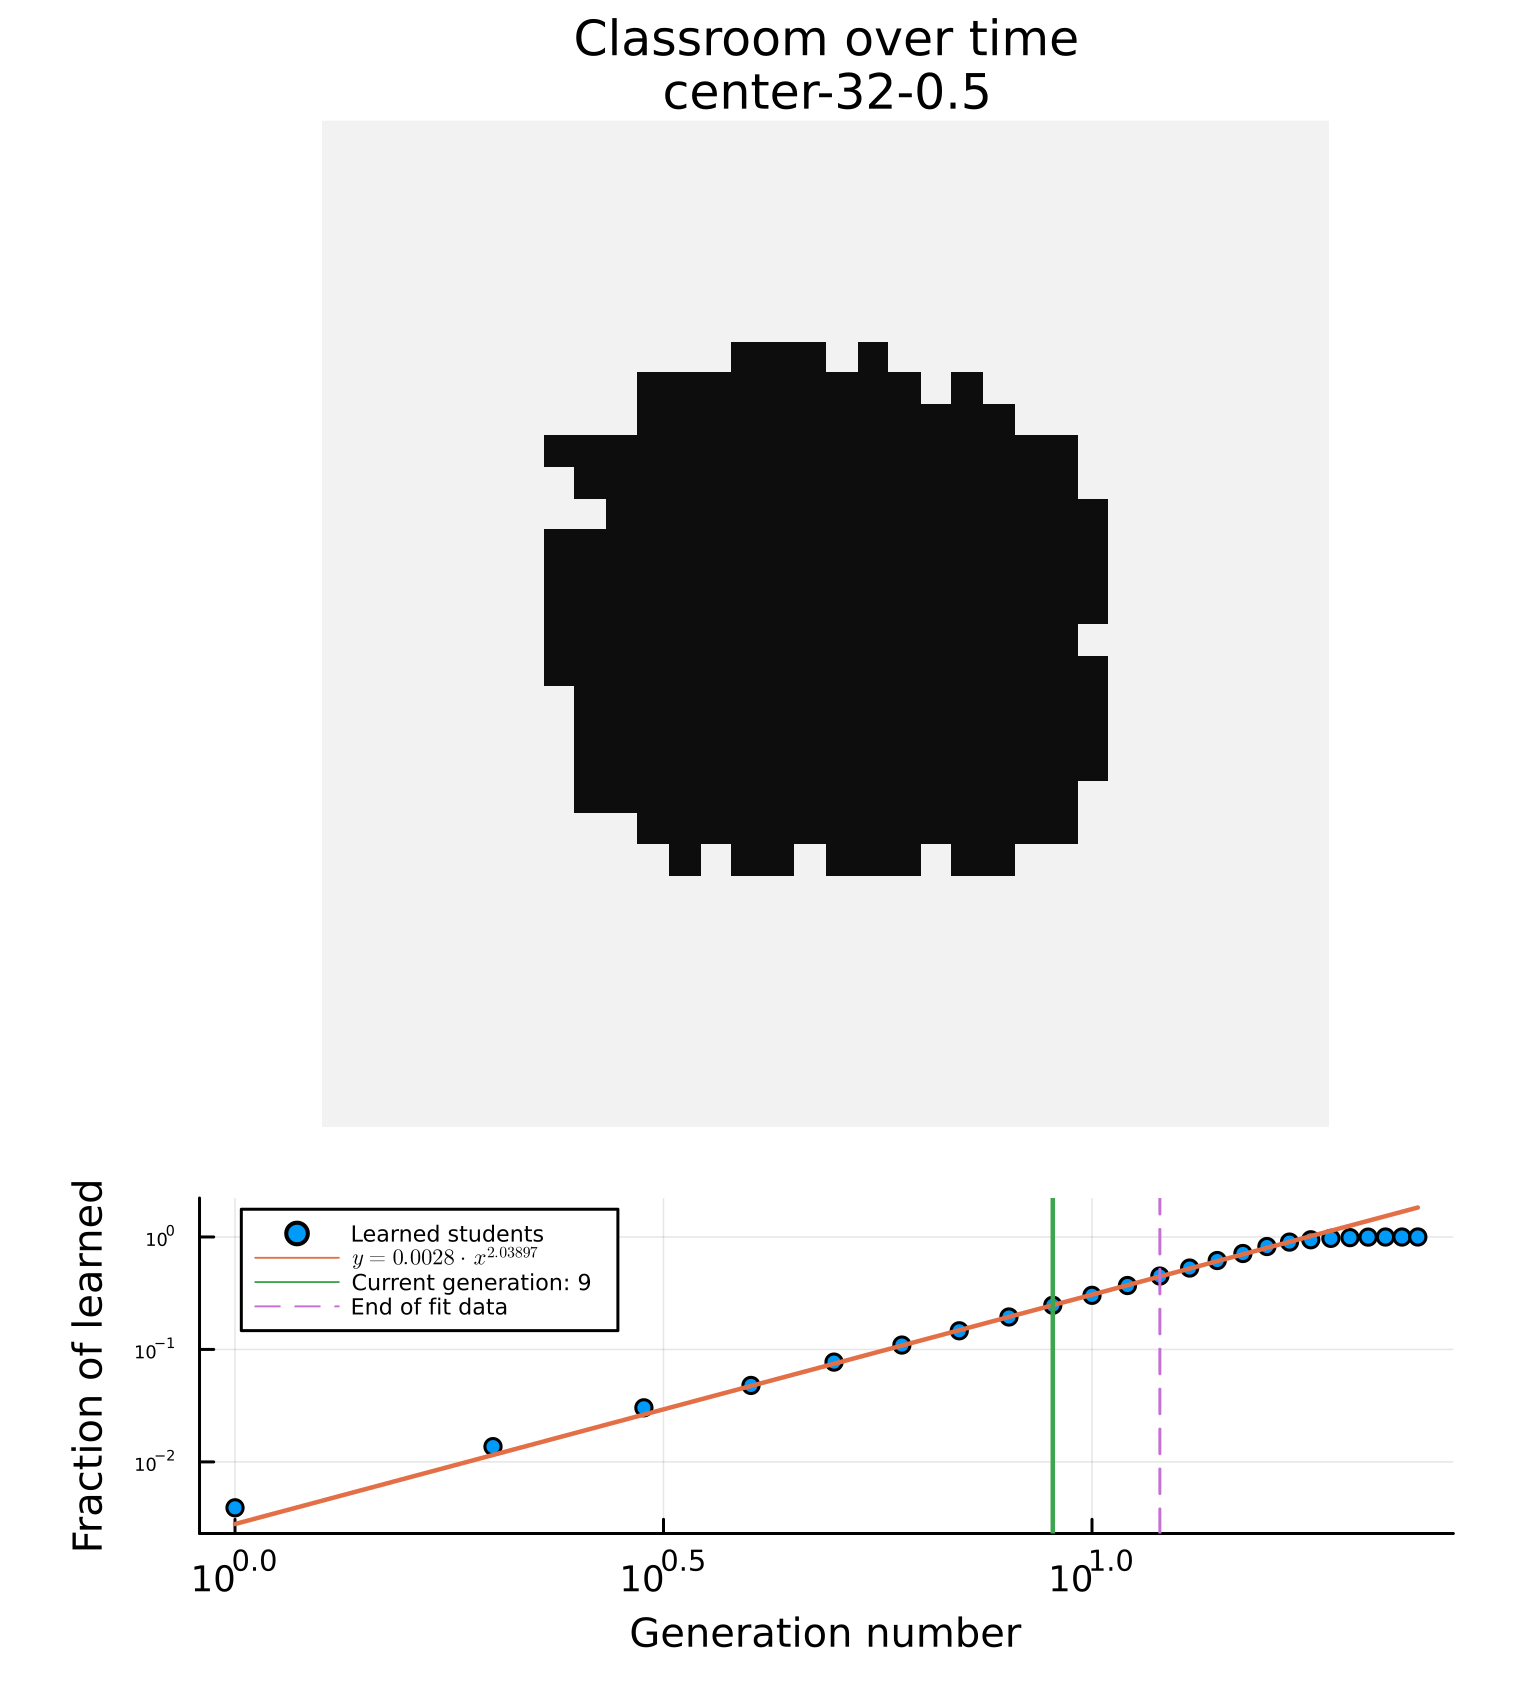 Classroom over time
center-32-0.5
Fraction of learned
10⁰
10⁻¹
10⁻²
Learned students
y = 0.0028 · x^2.03897
Current generation: 9
End of fit data
10^0.0
10^0.5
10^1.0
Generation number